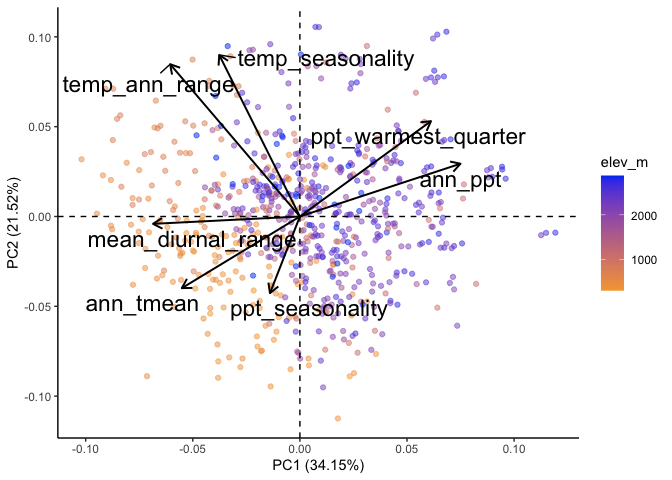 0.10
0.05
0.00
-0.05
-0.10
PC2 (21.52%)
temp_seasonality
temp_ann_range
ppt_warmest_quarter
ann_ppt
mean_diurnal_range
ann_tmean
ppt_seasonality
-0.10
-0.05
0.00
0.05
0.10
PC1 (34.15%)
elev_m
2000
1000